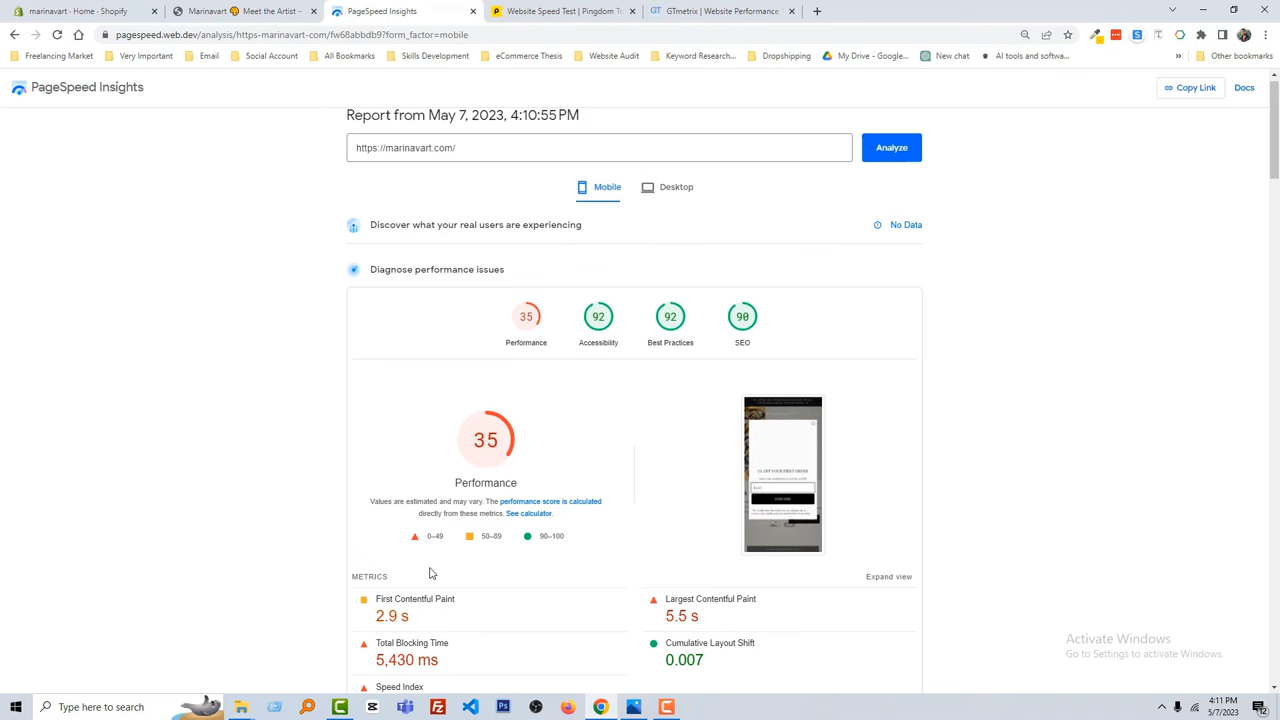 marinavart · Home · Shopify
Marinavart 🎨 Meet the Artist –
PageSpeed Insights
Website Speed Test | Pingdom To
GTmetrix | Website Performance
pagespeed.web.dev/analysis/https-marinavart-com/fw68abbdb9?form_factor=mobile
Freelancing Market
Very Important
Email
Social Account
All Bookmarks
Skills Development
eCommerce Thesis
Website Audit
Keyword Research...
Dropshipping
My Drive - Google...
New chat
AI tools and softwa...
Other bookmarks
PageSpeed Insights
Copy Link
Docs
Report from May 7, 2023, 4:10:55 PM
https://marinavart.com/
Analyze
Mobile
Desktop
Discover what your real users are experiencing
No Data
Diagnose performance issues
35
92
92
90
Performance
Accessibility
Best Practices
SEO
35
Performance
Values are estimated and may vary. The performance score is calculated
directly from these metrics. See calculator.
0–49
50–89
90–100
15% OFF YOUR FIRST ORDER
METRICS
Expand view
First Contentful Paint
2.9 s
Largest Contentful Paint
5.5 s
Total Blocking Time
5,430 ms
Cumulative Layout Shift
0.007
Speed Index
Activate Windows
Go to Settings to activate Windows.
Type here to search
4:11 PM
5/7/2023